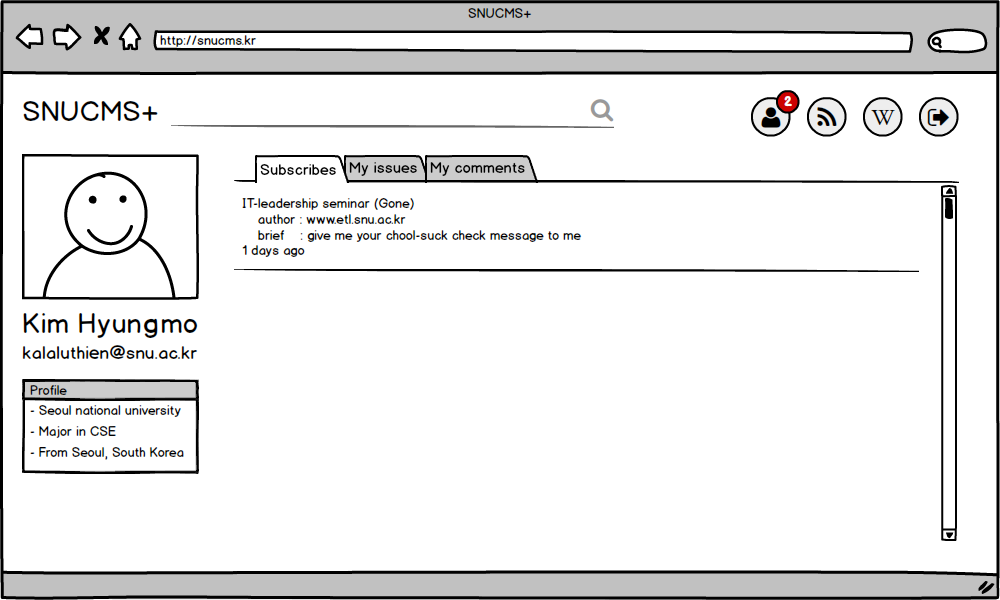 SNUCMS+
http://snucms.kr
SNUCMS+
2
W
Subscribes
My issues
My comments
IT-leadership seminar (Gone)
author : www.etl.snu.ac.kr
brief : give me your chool-suck check message to me
1 days ago
Kim Hyungmo
kalaluthien@snu.ac.kr
Profile
- Seoul national university
- Major in CSE
- From Seoul, South Korea